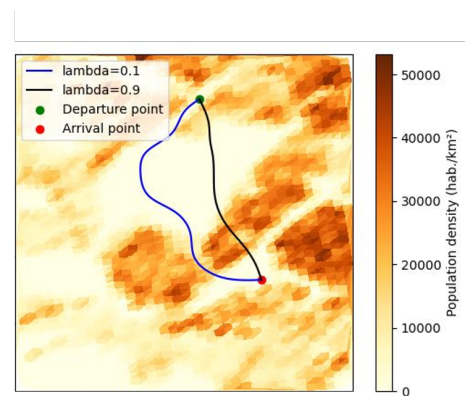 lambda=0.1
lambda=0.9
Departure point
Arrival point
50000
40000
30000
20000
10000
0
Population density (hab./km²)